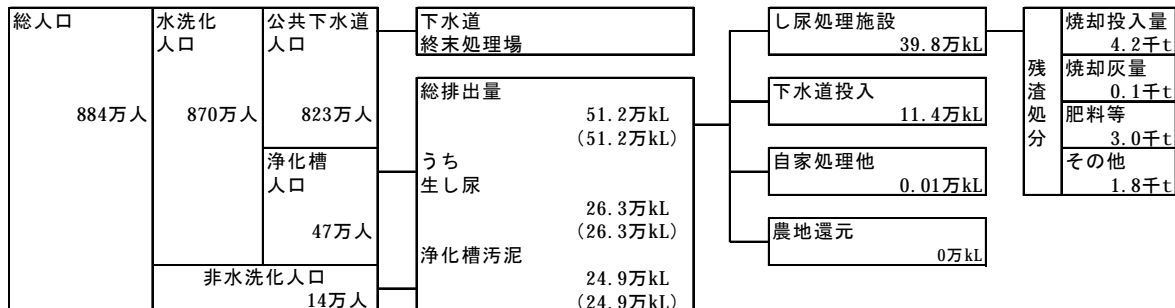 総人口
884万人
水洗化
人口
870万人
公共下水道
人口
823万人
浄化槽
人口
47万人
非水洗化人口
14万人
下水道
終末処理場
総排出量
51.2万kL
(51.2万kL)
うち
生し尿
26.3万kL
(26.3万kL)
浄化槽汚泥
24.9万kL
(24.9万kL)
し尿処理施設
39.8万kL
下水道投入
11.4万kL
自家処理他
0.01万kL
農地還元
0万kL
残渣処分
焼却投入量
4.2千t
焼却灰量
0.1千t
肥料等
3.0千t
その他
1.8千t